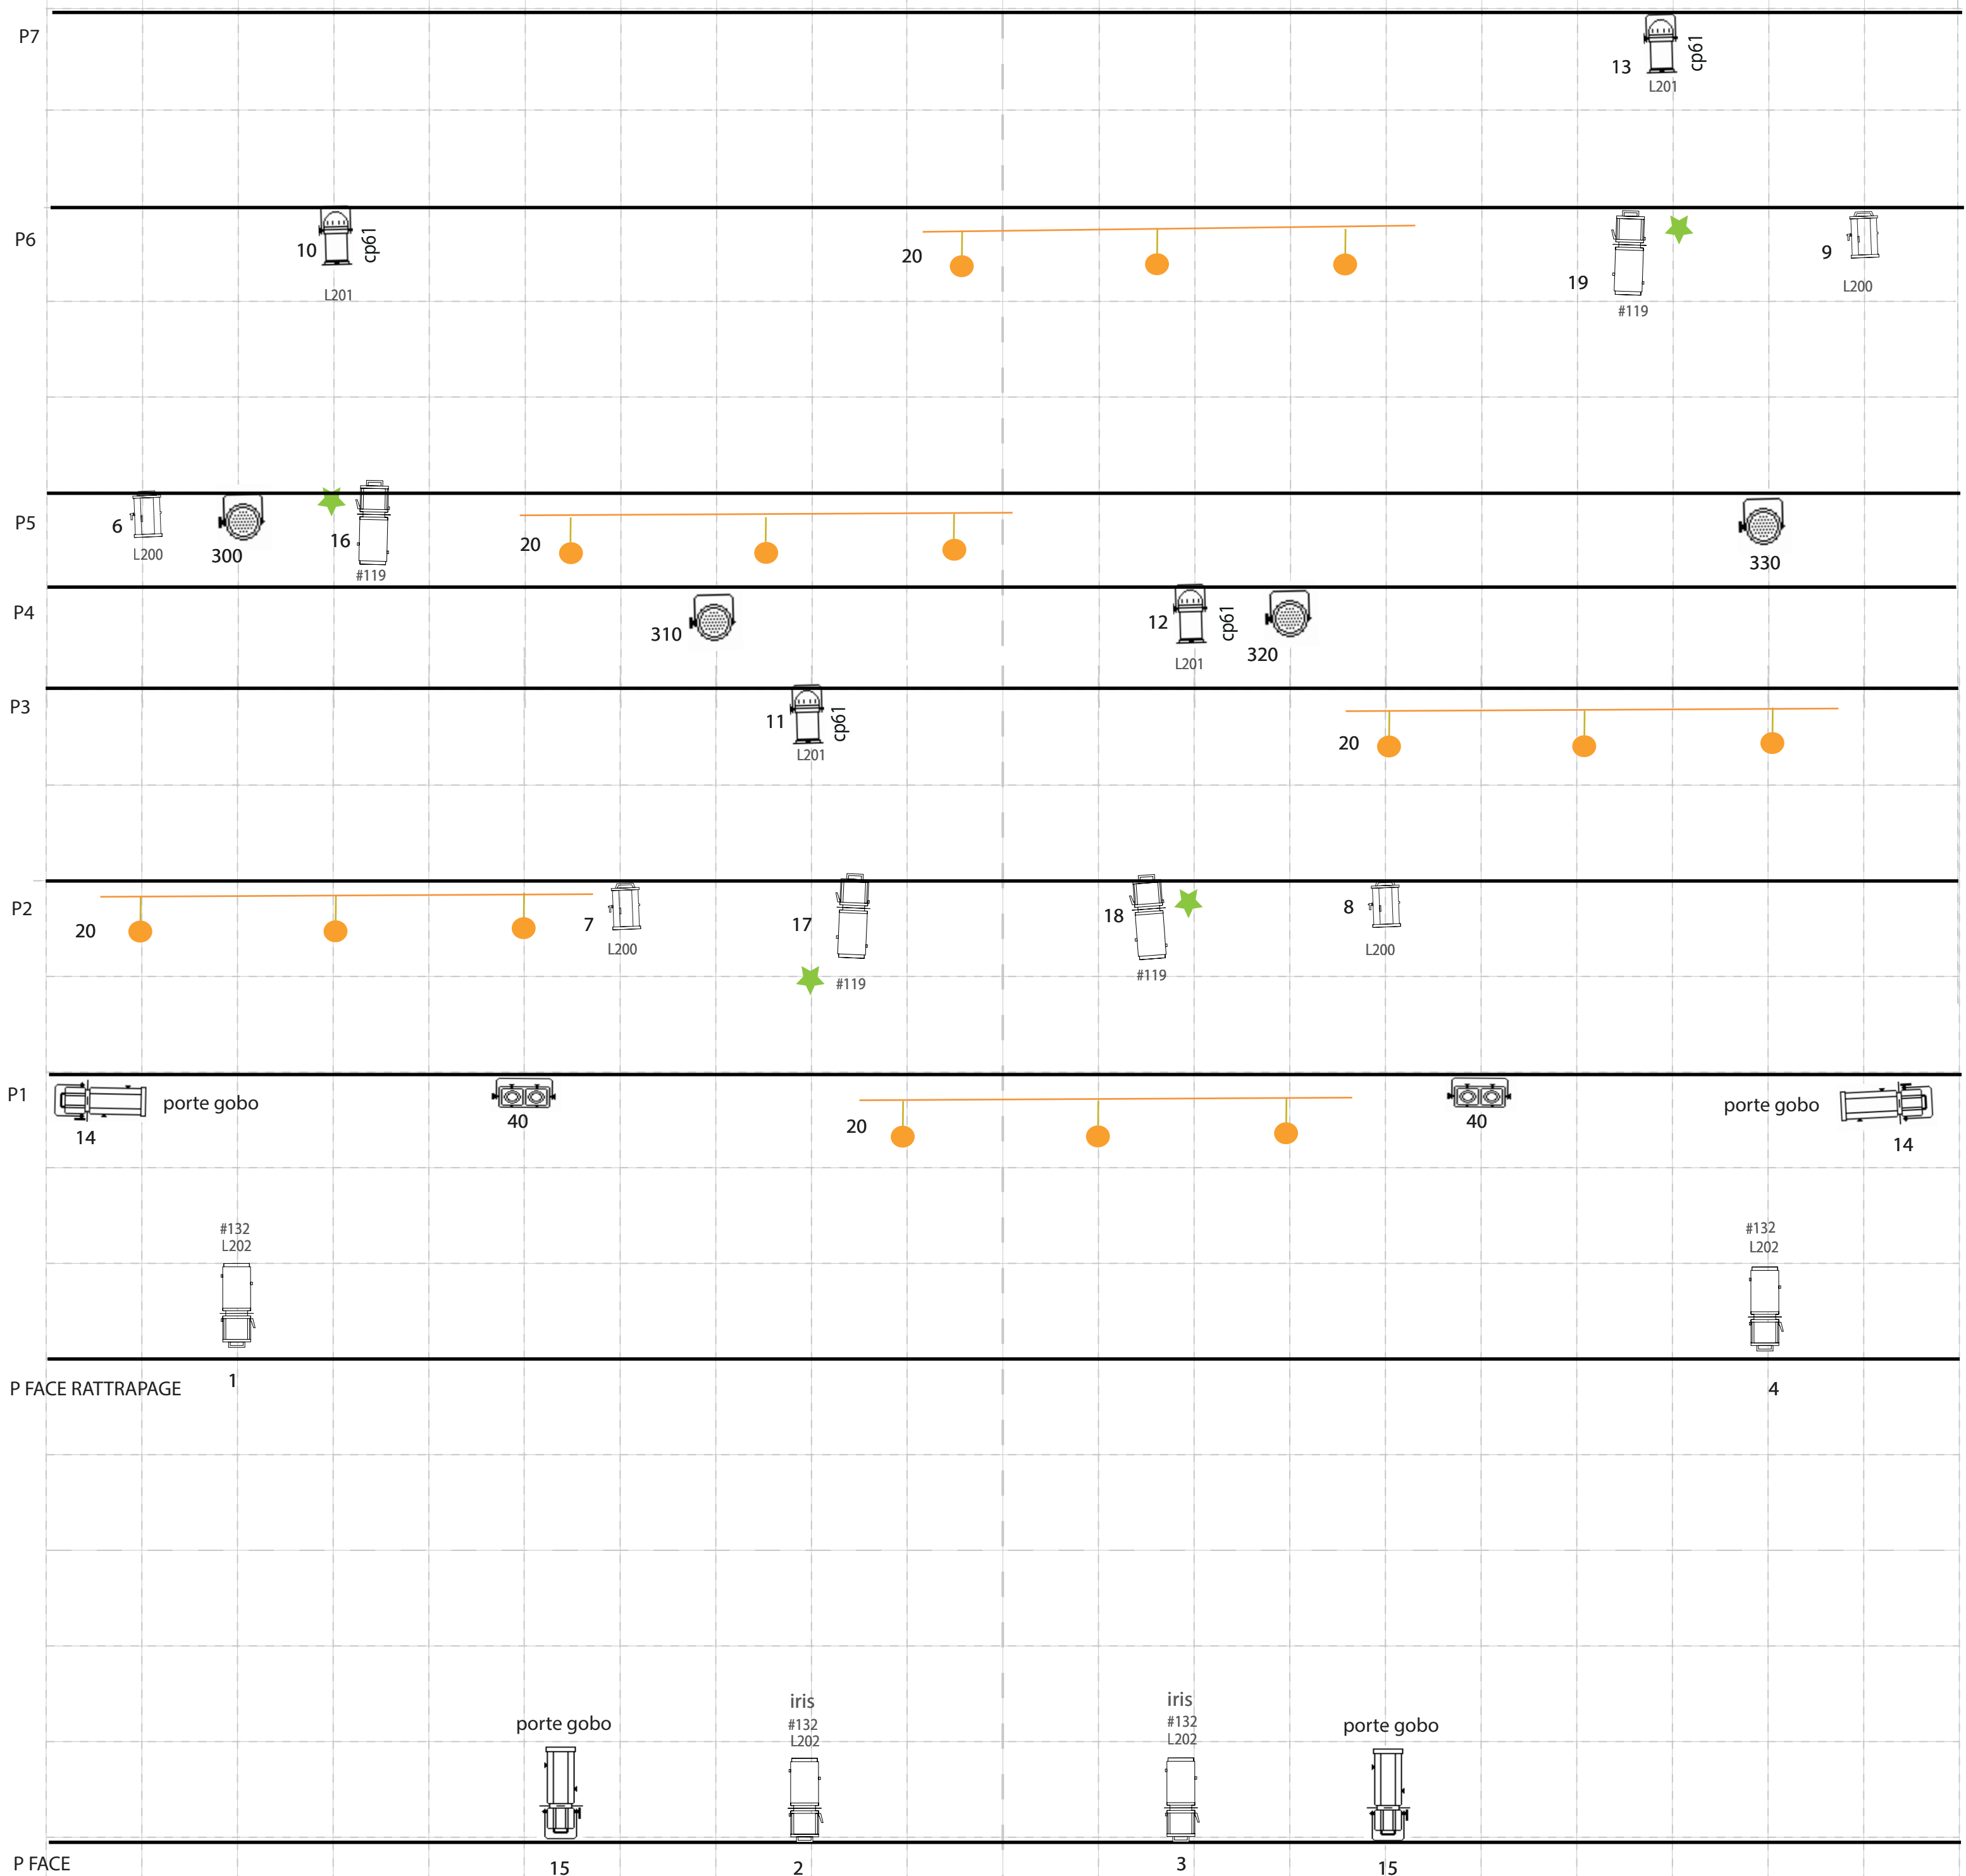 P7
13
cp61
L201
P6
10
cp61
L201
20
19
#119
9
L200
P5
6
L200
300
16
#119
20
330
P4
310
12
cp61
L201
320
P3
11
cp61
L201
20
P2
20
7
L200
17
#119
18
#119
8
L200
P1
14
porte gobo
40
20
40
porte gobo
14
#132
L202
#132
L202
P FACE RATTRAPAGE
1
4
porte gobo
iris
#132
L202
iris
#132
L202
porte gobo
P FACE
15
2
3
15